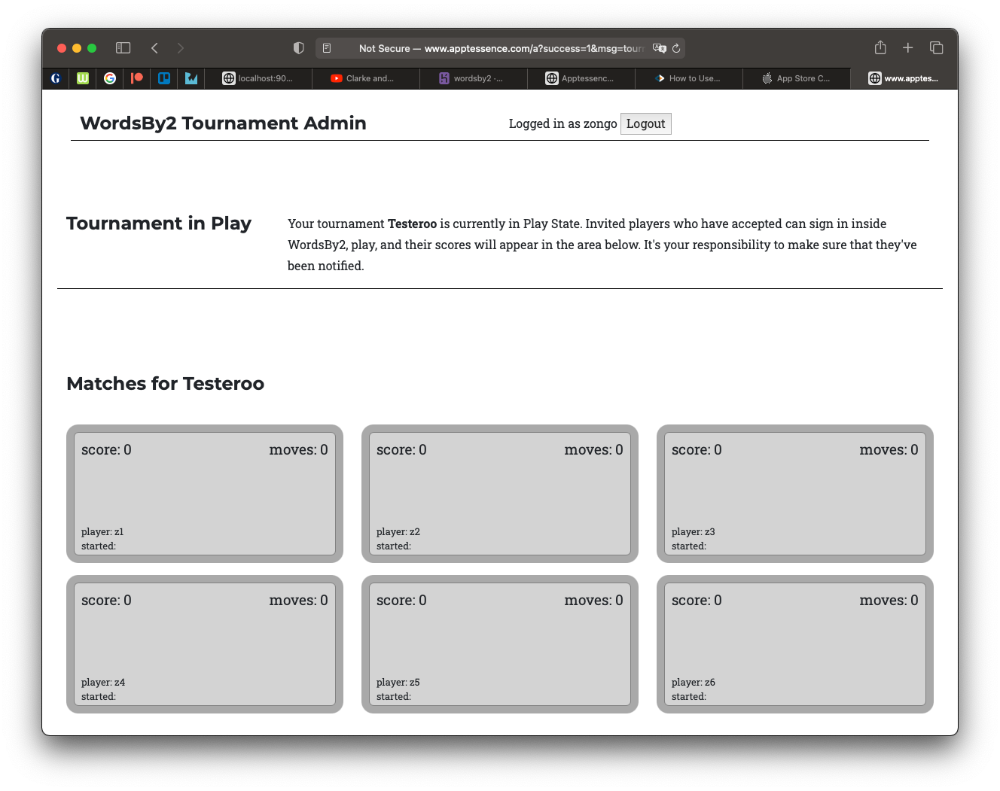 Not Secure — www.apptessence.com/a?success=1&msg=tour
G
localhost:90...
Clarke and...
wordsby2 -...
Apptessenc...
How to Use...
App Store C...
www.apptes...
WordsBy2 Tournament Admin
Logged in as zongo Logout
Tournament in Play
Your tournament Testeroo is currently in Play State. Invited players who have accepted can sign in inside
WordsBy2, play, and their scores will appear in the area below. It's your responsibility to make sure that they've
been notified.
Matches for Testeroo
score: 0 moves: 0
player: z1
started:
score: 0 moves: 0
player: z2
started:
score: 0 moves: 0
player: z3
started:
score: 0 moves: 0
player: z4
started:
score: 0 moves: 0
player: z5
started:
score: 0 moves: 0
player: z6
started: